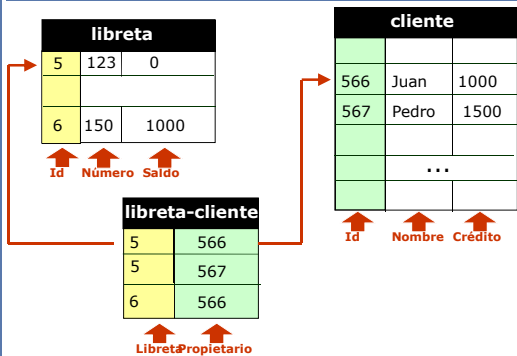 libreta
5 123 0
6 150 1000
Id Número Saldo
cliente
566 Juan 1000
567 Pedro 1500
...
Id Nombre Crédito
libreta-cliente
5 566
5 567
6 566
Libreta Propietario